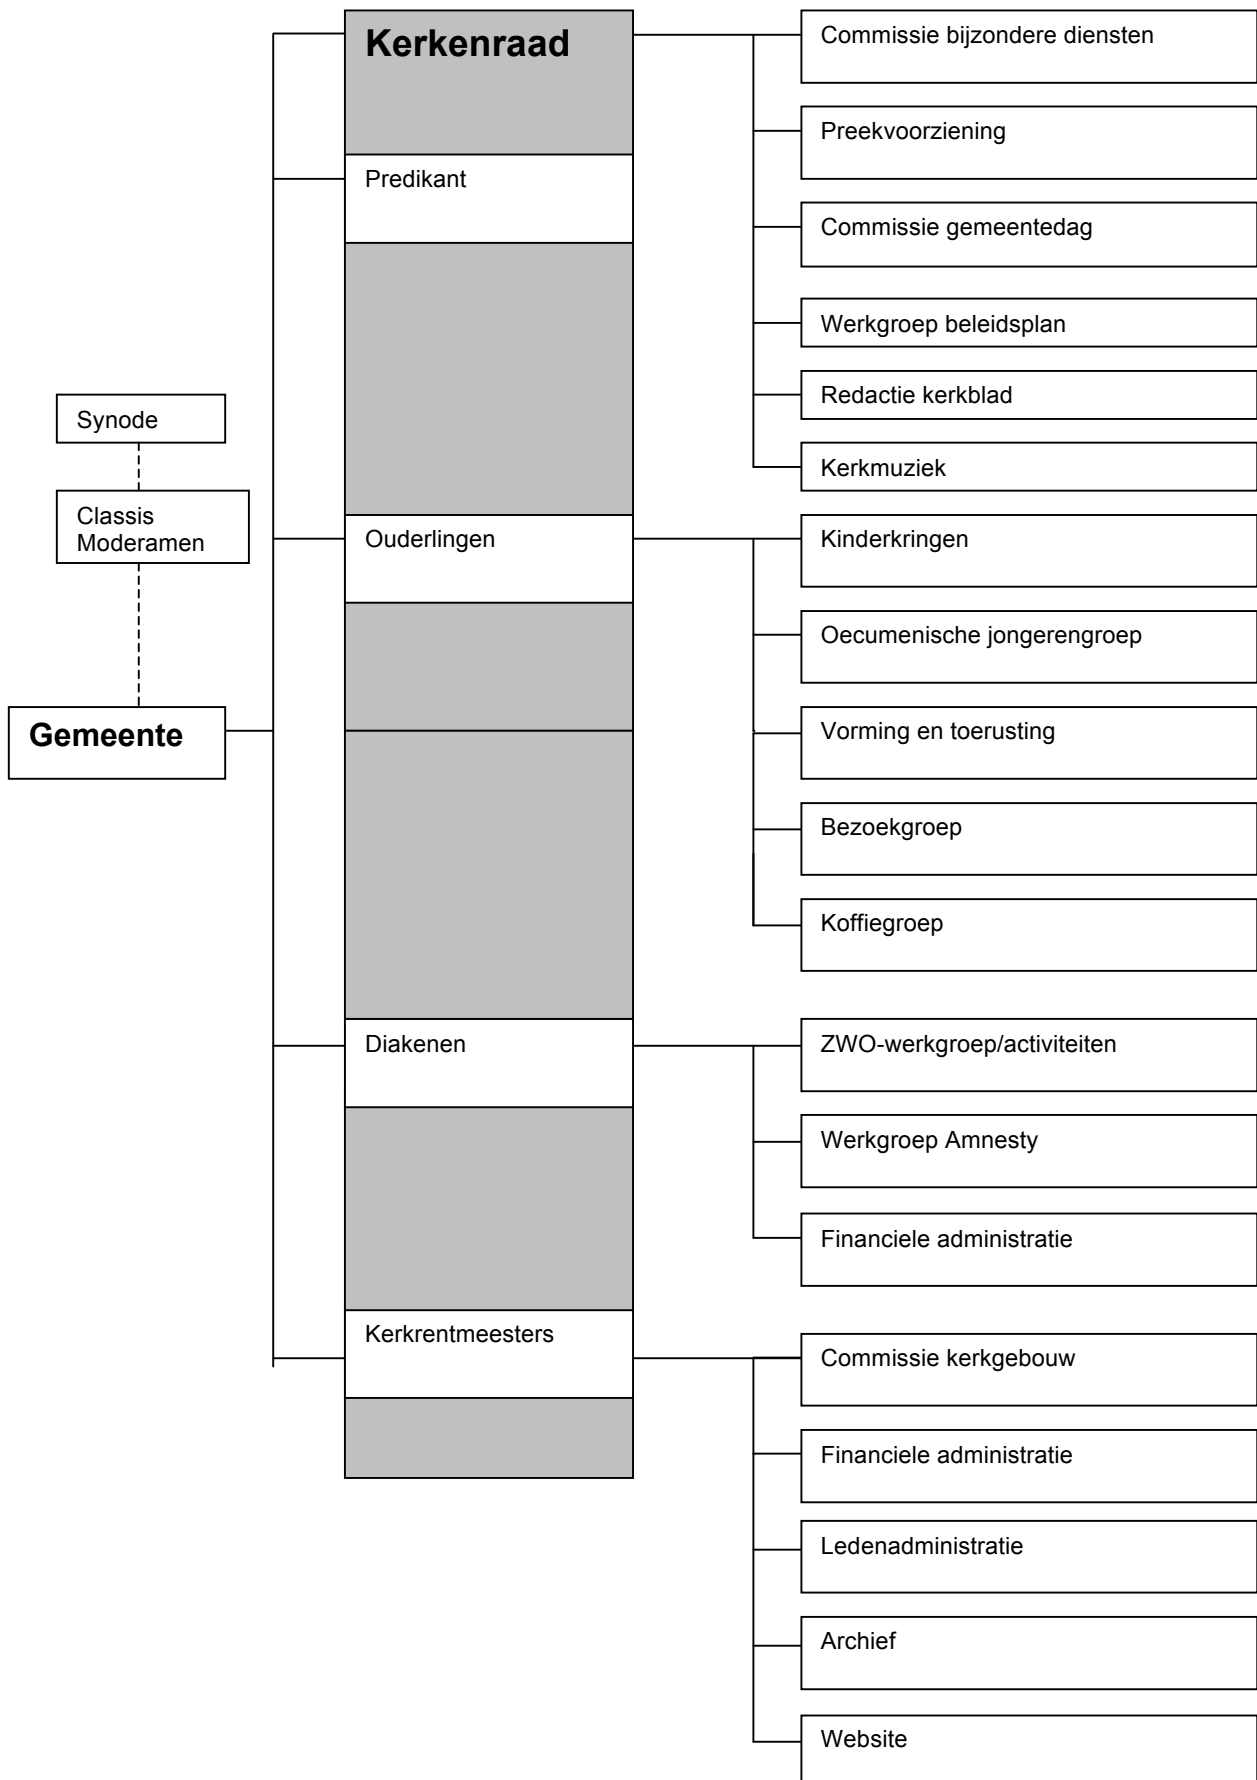 Synode
Classis
Moderamen
Gemeente
Kerkenraad
Predikant
Ouderlingen
Diakenen
Kerkrentmeesters
Commissie bijzondere diensten
Preekvoorziening
Commissie gemeentedag
Werkgroep beleidsplan
Redactie kerkblad
Kerkmuziek
Kinderkringen
Oecumenische jongerengroep
Vorming en toerusting
Bezoekgroep
Koffiegroep
ZWO-werkgroep/activiteiten
Werkgroep Amnesty
Financiele administratie
Commissie kerkgebouw
Financiele administratie
Ledenadministratie
Archief
Website